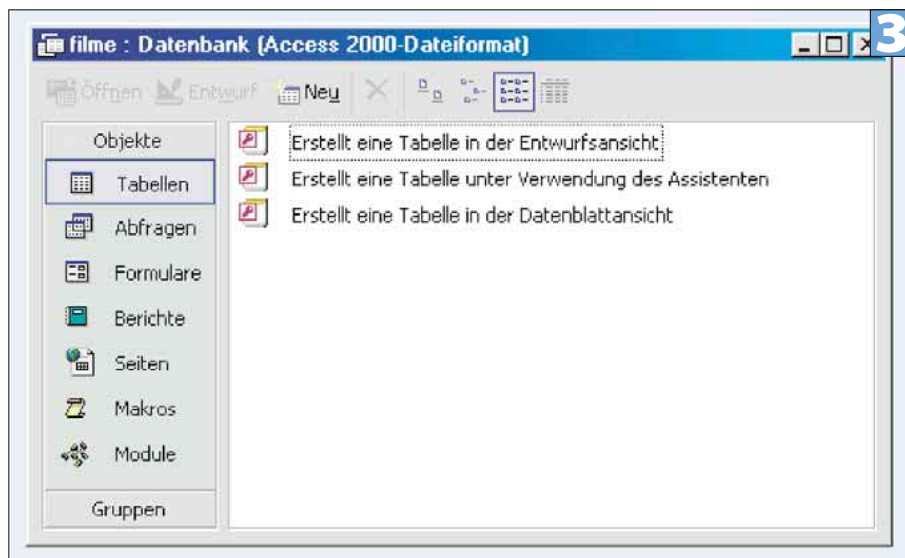 3
filme : Datenbank (Access 2000-Dateiformat)
Öffnen Entwurf Neu
Objekte
Tabellen
Abfragen
Formulare
Berichte
Seiten
Makros
Module
Gruppen
Erstellt eine Tabelle in der Entwurfsansicht
Erstellt eine Tabelle unter Verwendung des Assistenten
Erstellt eine Tabelle in der Datenblattansicht